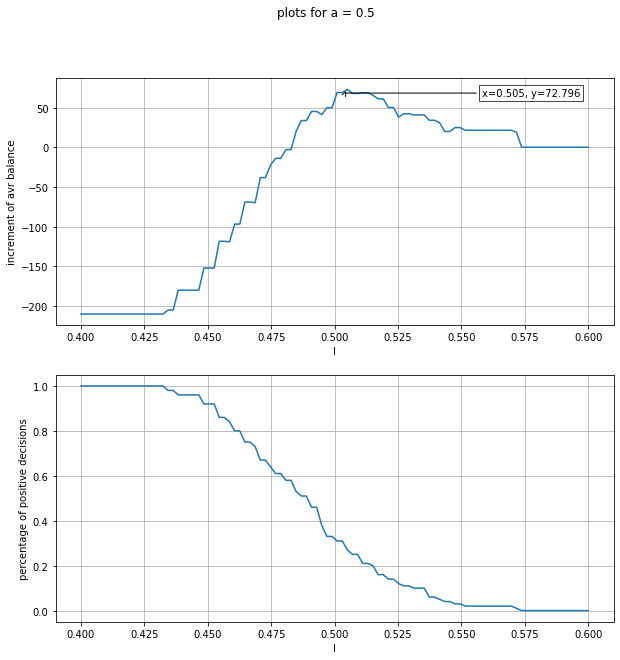 plots for a = 0.5
50
0
−50
−100
−150
−200
increment of avr balance
x=0.505, y=72.796
0.400 0.425 0.450 0.475 0.500 0.525 0.550 0.575 0.600
l
1.0
0.8
0.6
0.4
0.2
0.0
percentage of positive decisions
0.400 0.425 0.450 0.475 0.500 0.525 0.550 0.575 0.600
l